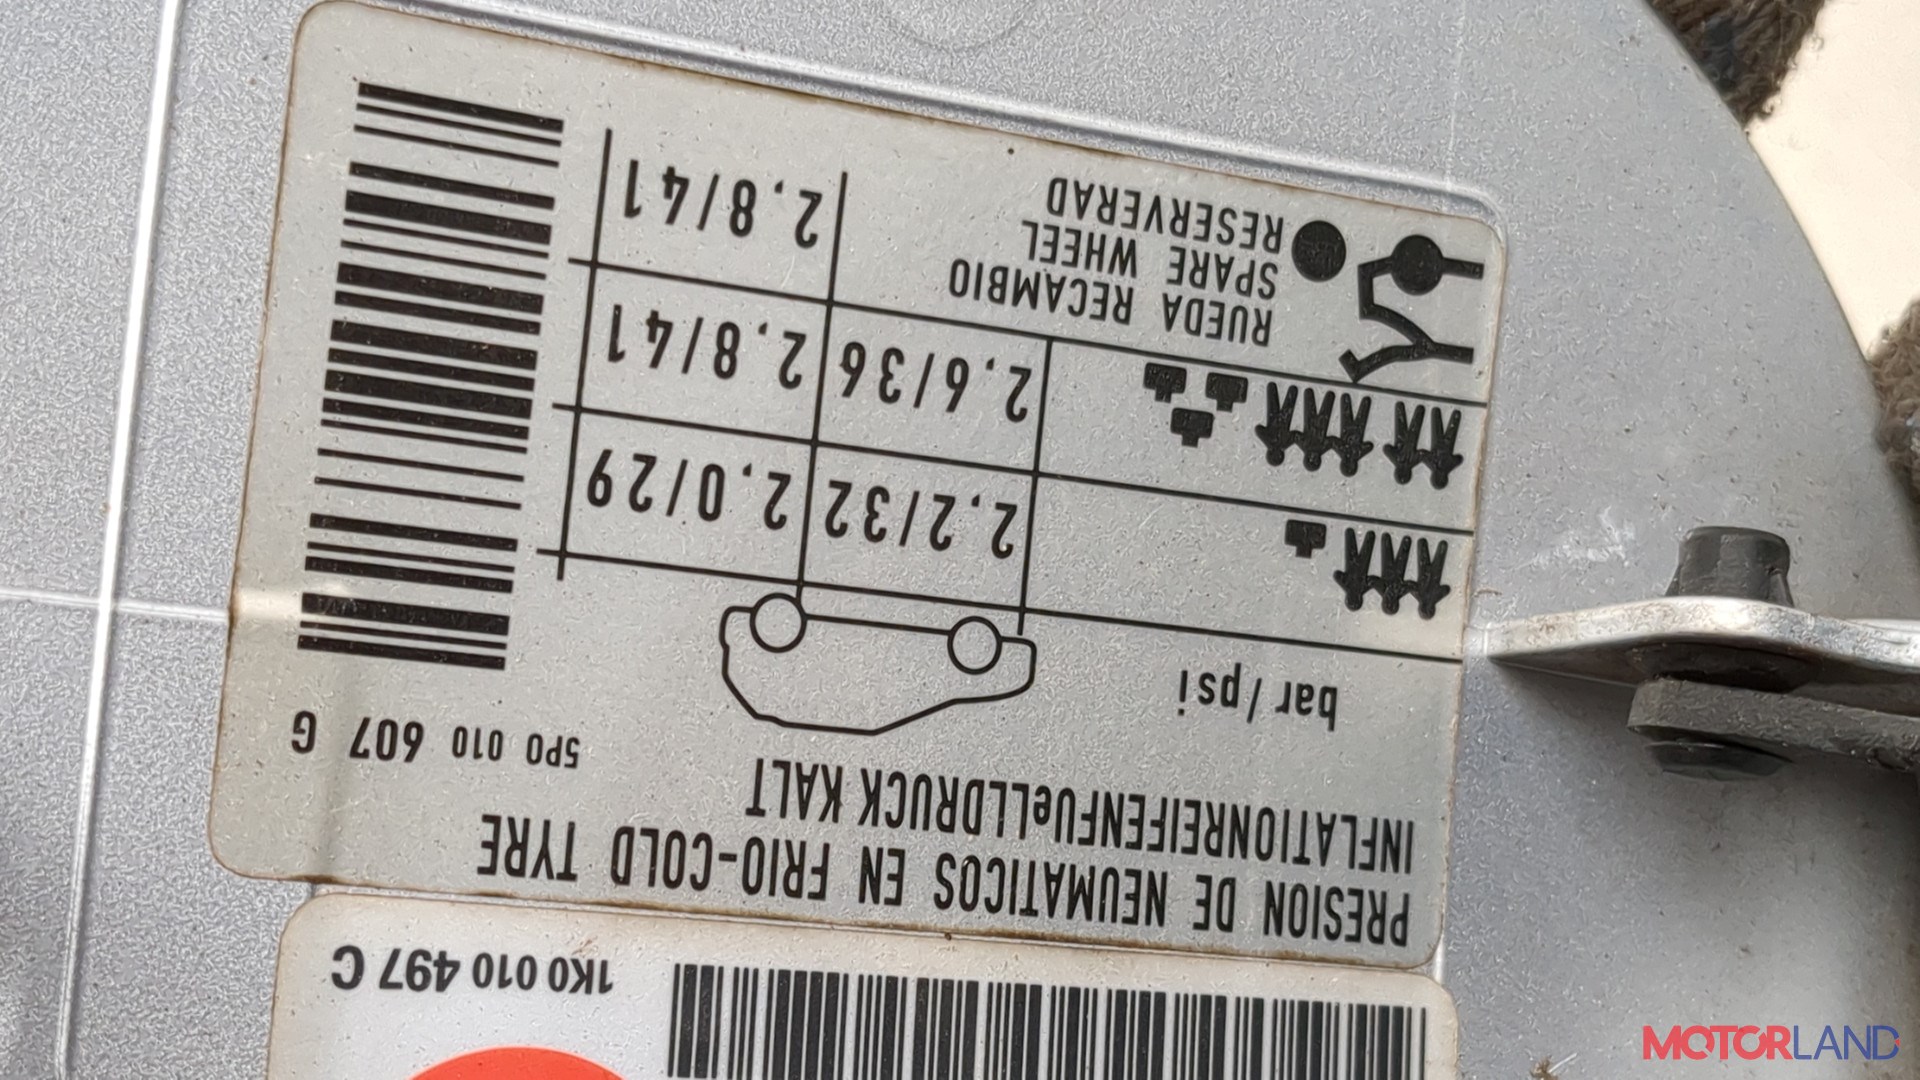 1K0 010 497 C
PRESION DE NEUMATICOS EN FRIO-COLD TYRE
INFLATIONREIFENFUeLLDRUCK KALT
5P0 010 607 G
bar/psi
2.2/32 2.0/29
2.6/36 2.8/41
RUEDA RECAMBIO
SPARE WHEEL
RESERVERAD
2.8/41
MOTORLAND